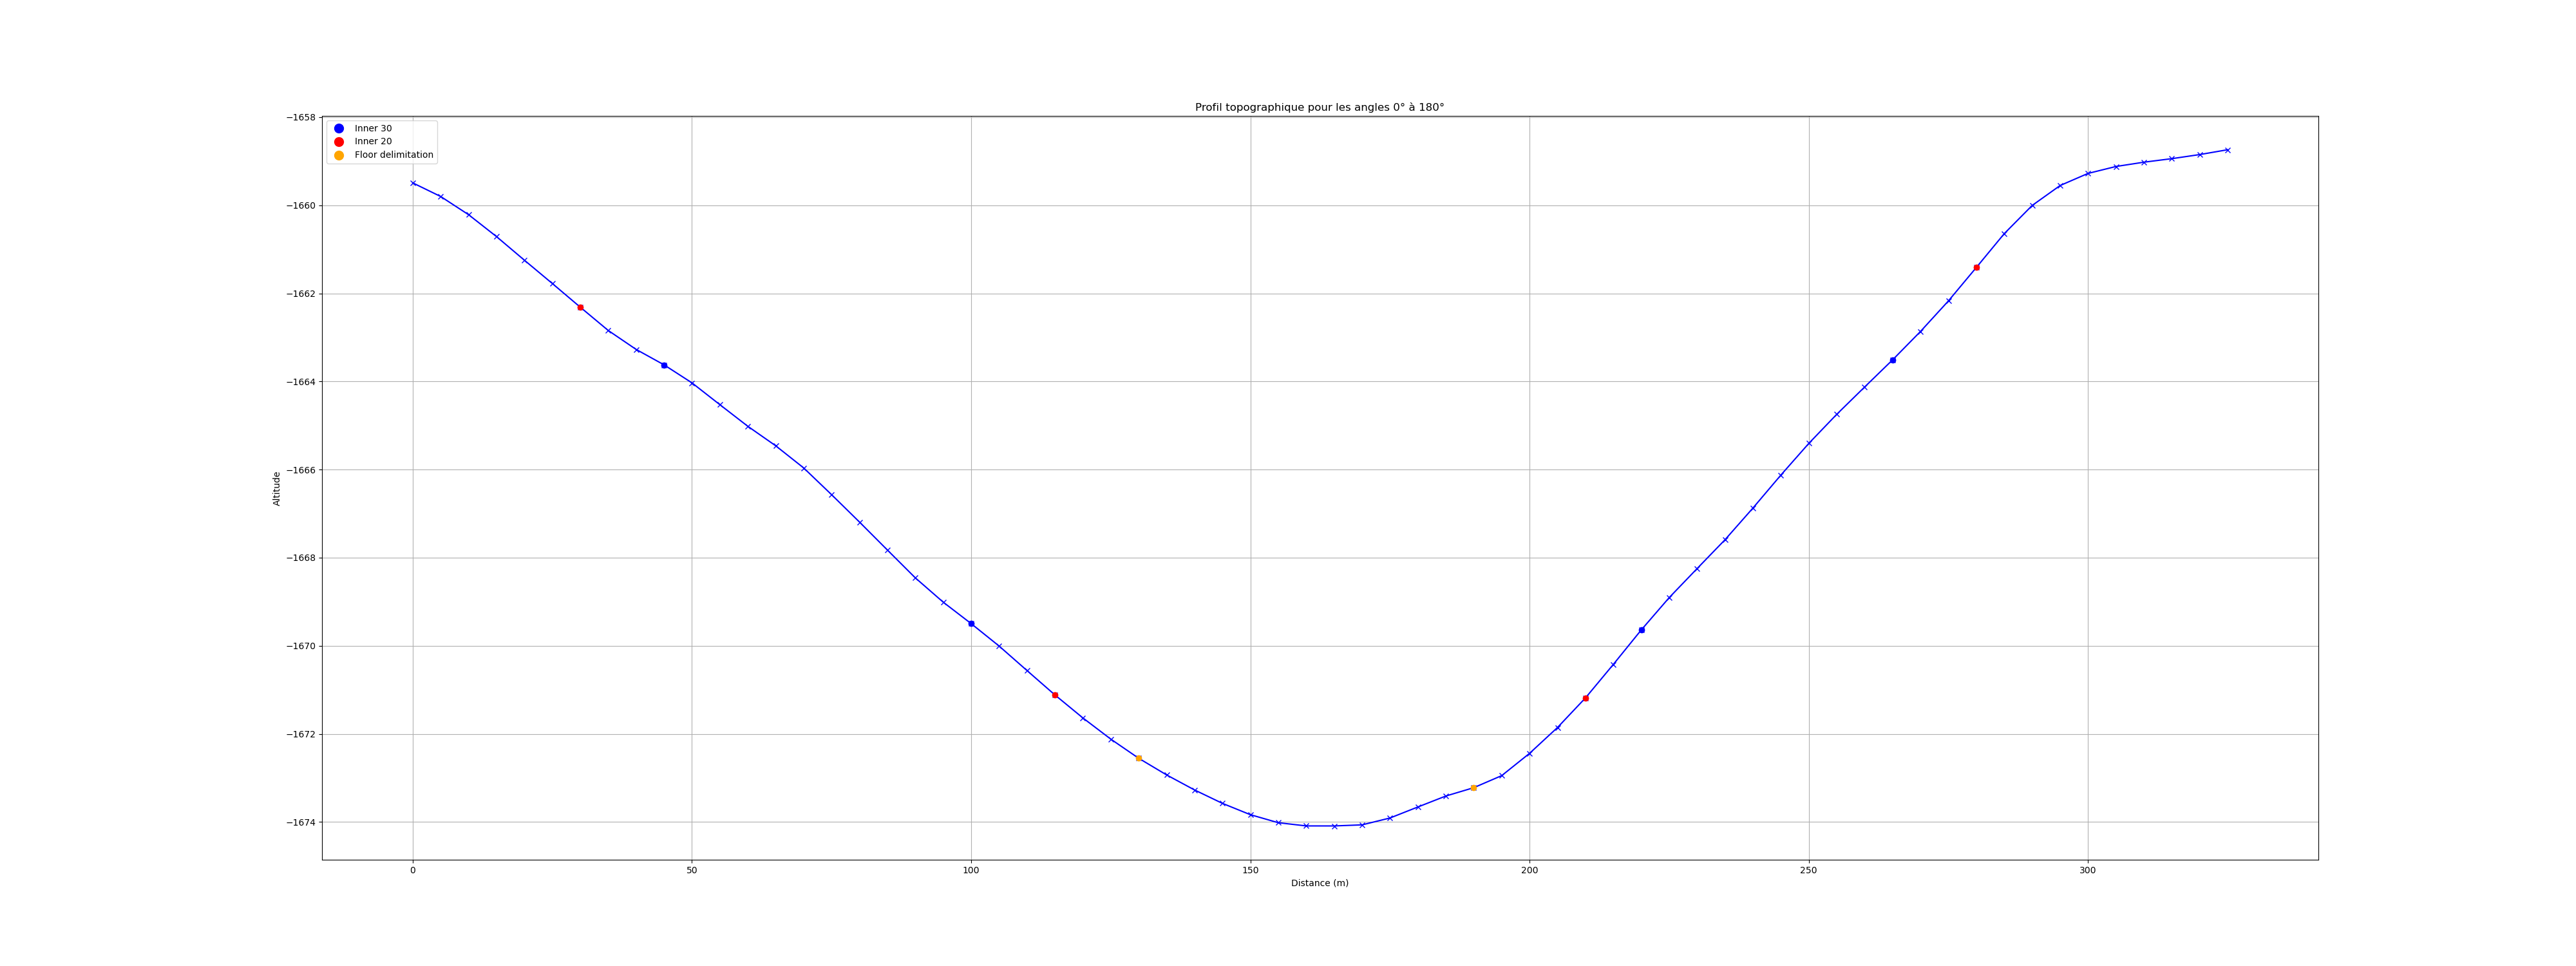 Profil topographique pour les angles 0° à 180°
Inner 30
Inner 20
Floor delimitation
−1658
−1660
−1662
−1664
−1666
−1668
−1670
−1672
−1674
Altitude
0 50 100 150 200 250 300
Distance (m)